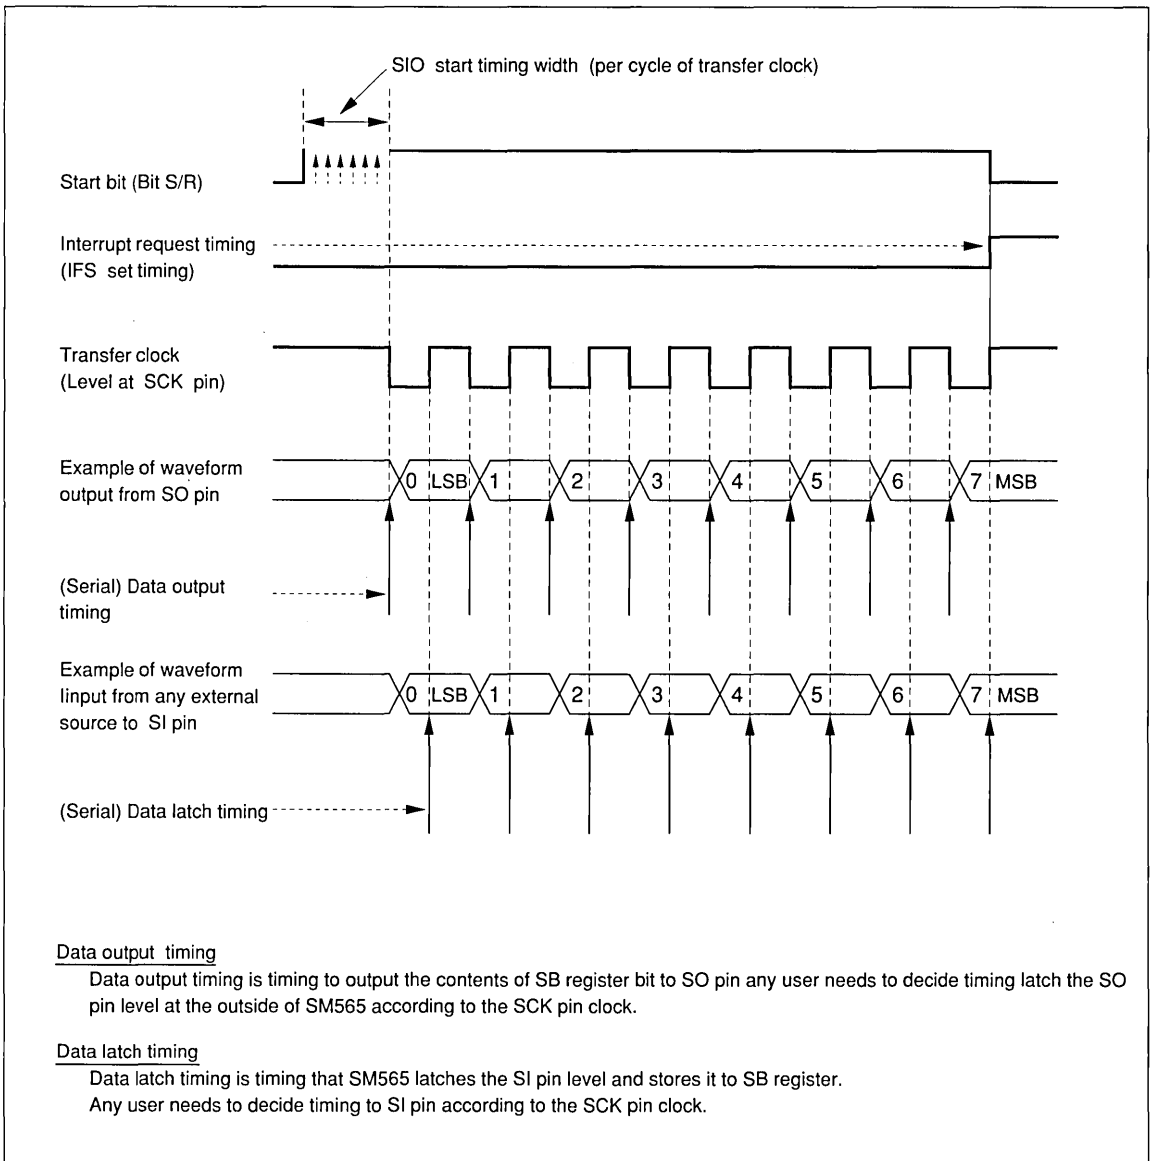 SIO start timing width (per cycle of transfer clock)
Start bit (Bit S/R)
Interrupt request timing
(IFS set timing)
Transfer clock
(Level at SCK pin)
Example of waveform
output from SO pin
0 LSB 1 2 3 4 5 6 7 MSB
(Serial) Data output
timing
Example of waveform
Iinput from any external
source to SI pin
0 LSB 1 2 3 4 5 6 7 MSB
(Serial) Data latch timing
Data output timing
Data output timing is timing to output the contents of SB register bit to SO pin any user needs to decide timing latch the SO
pin level at the outside of SM565 according to the SCK pin clock.
Data latch timing
Data latch timing is timing that SM565 latches the SI pin level and stores it to SB register.
Any user needs to decide timing to SI pin according to the SCK pin clock.